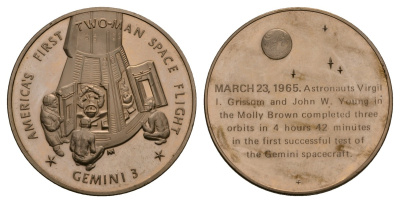 AMERICA'S FIRST TWO-MAN SPACE FLIGHT
GEMINI 3
MARCH 23, 1965. Astronauts Virgil
I. Grissom and John W. Young in
the Molly Brown completed three
orbits in 4 hours 42 minutes
in the first successful test of
the Gemini spacecraft.